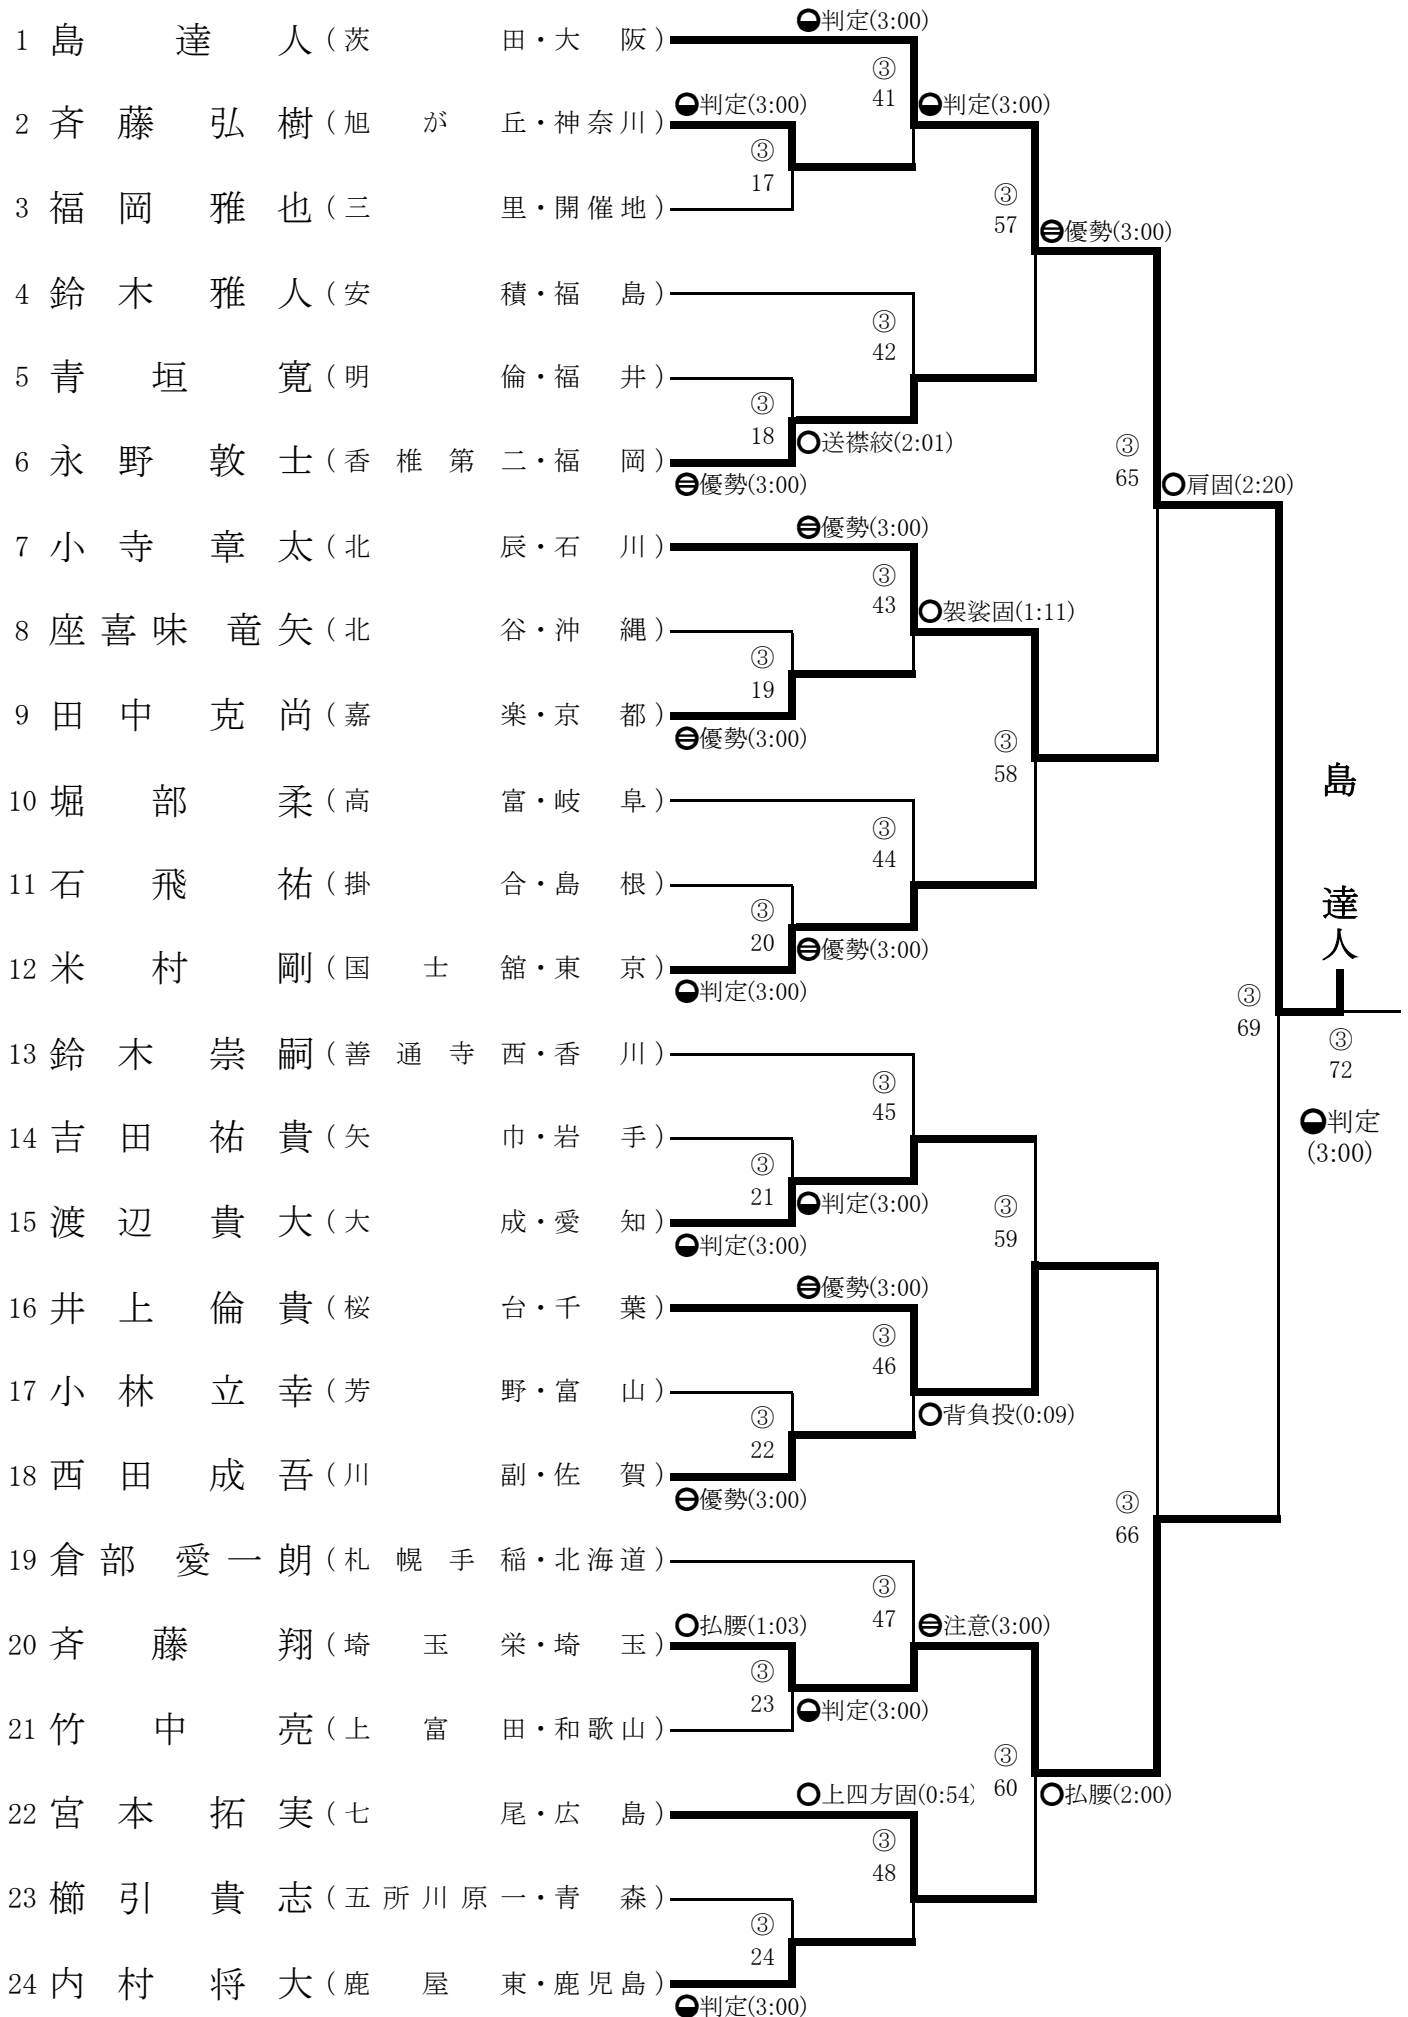 ●判定(3:00)
1 島 達 人 (茨 田・大 阪)
③
41
●判定(3:00)
●判定(3:00)
2 斉 藤 弘 樹 (旭 が 丘・神奈川)
③
17
3 福 岡 雅 也 (三 里・開催地)
③
57
優勢(3:00)
4 鈴 木 雅 人 (安 積・福 島)
③
42
5 青 垣 寛 (明 倫・福 井)
③
18
○送襟絞(2:01)
6 永 野 敦 士 (香椎第二・福 岡)
優勢(3:00)
③
65
○肩固(2:20)
優勢(3:00)
7 小 寺 章 太 (北 辰・石 川)
③
43
○袈裟固(1:11)
8 座喜味 竜矢 (北 谷・沖 縄)
③
19
9 田 中 克 尚 (嘉 楽・京 都)
優勢(3:00)
③
58
10 堀 部 柔 (高 富・岐 阜)
③
44
11 石 飛 祐 (掛 合・島 根)
③
20
優勢(3:00)
12 米 村 剛 (国 士 舘・東 京)
●判定(3:00)
島 達人
③
69
③
72
●判定
(3:00)
13 鈴 木 崇 嗣 (善通寺西・香 川)
③
45
14 吉 田 祐 貴 (矢 巾・岩 手)
③
21
●判定(3:00)
15 渡 辺 貴 大 (大 成・愛 知)
●判定(3:00)
③
59
優勢(3:00)
16 井 上 倫 貴 (桜 台・千 葉)
③
46
17 小 林 立 幸 (芳 野・富 山)
○背負投(0:09)
③
22
18 西 田 成 吾 (川 副・佐 賀)
優勢(3:00)
③
66
19 倉部 愛一朗 (札幌手稲・北海道)
③
47
注意(3:00)
○払腰(1:03)
20 斉 藤 翔 (埼 玉 栄・埼 玉)
③
23
●判定(3:00)
21 竹 中 亮 (上 富 田・和歌山)
③
60
○払腰(2:00)
○上四方固(0:54)
22 宮 本 拓 実 (七 尾・広 島)
③
48
23 櫛 引 貴 志 (五所川原一・青 森)
③
24
24 内 村 将 大 (鹿 屋 東・鹿児島)
●判定(3:00)